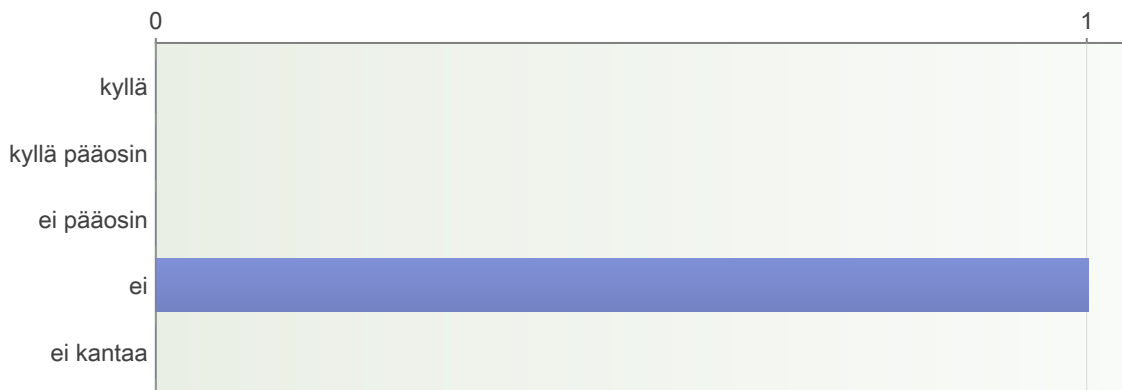 0 1
kyllä
kyllä pääosin
ei pääosin
ei
ei kantaa